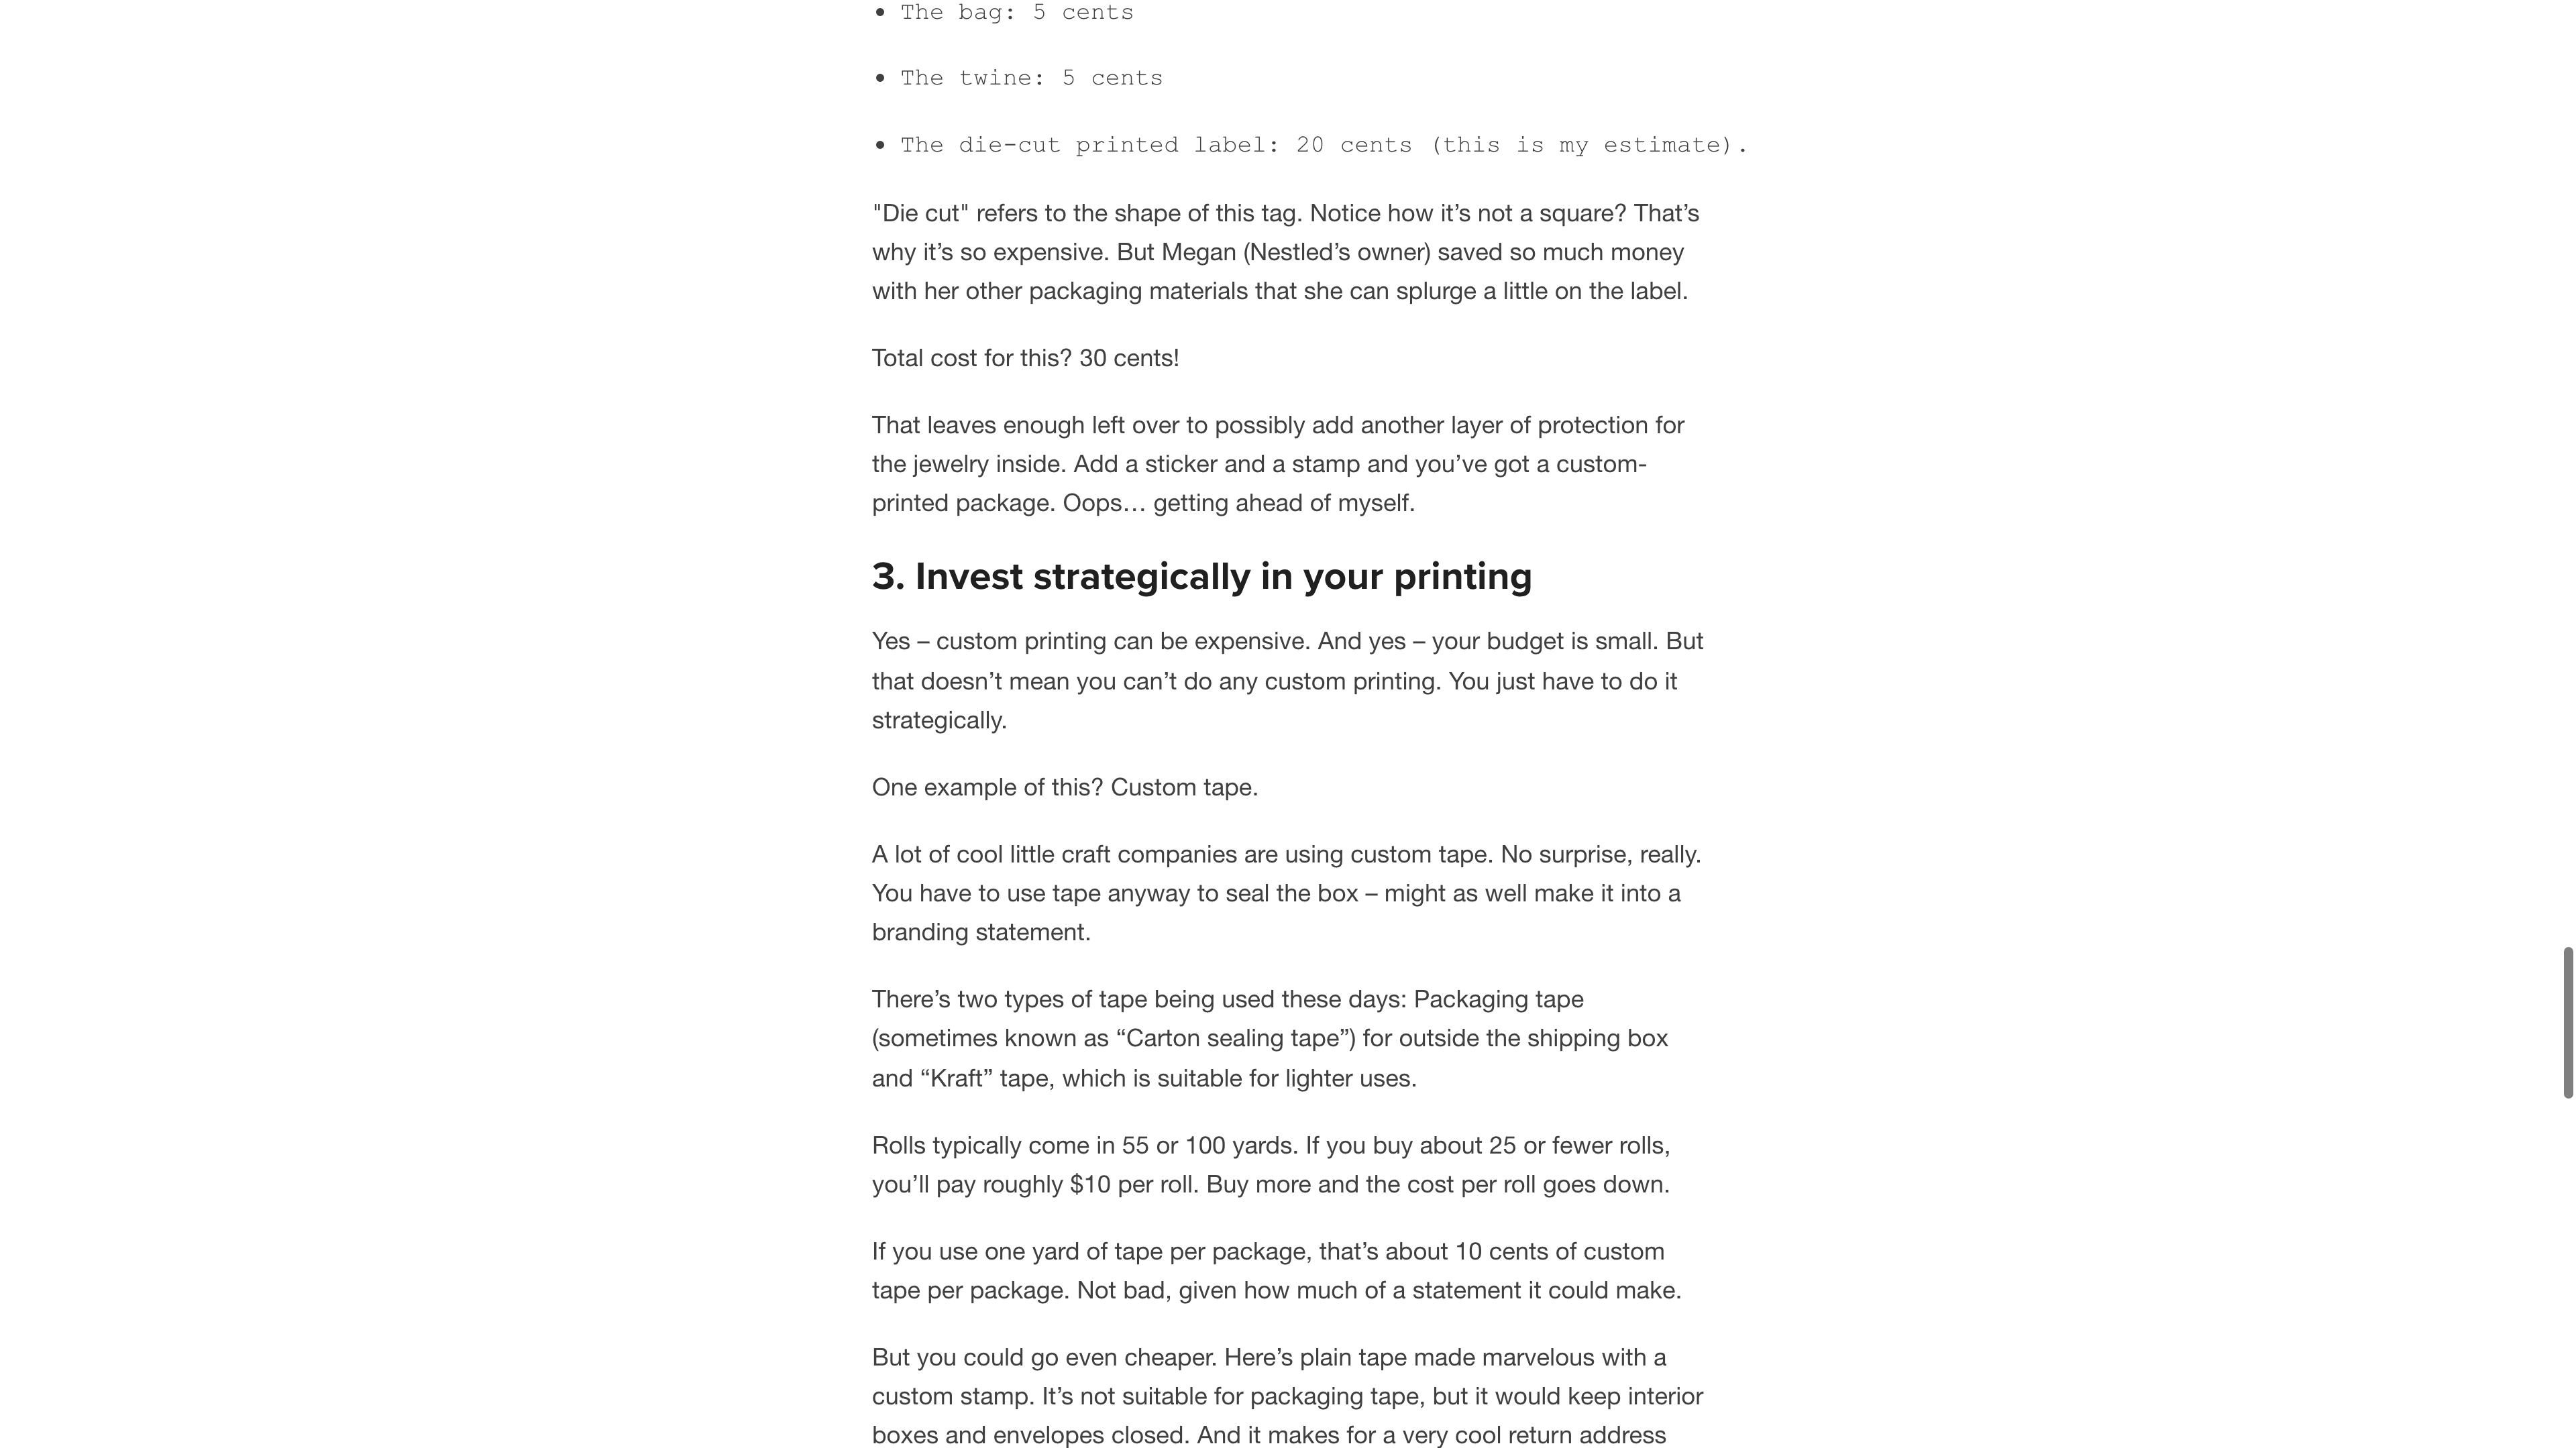 The bag: 5 cents
The twine: 5 cents
The die-cut printed label: 20 cents (this is my estimate).
"Die cut" refers to the shape of this tag. Notice how it’s not a square? That’s
why it’s so expensive. But Megan (Nestled’s owner) saved so much money
with her other packaging materials that she can splurge a little on the label.
Total cost for this? 30 cents!
That leaves enough left over to possibly add another layer of protection for
the jewelry inside. Add a sticker and a stamp and you’ve got a custom-
printed package. Oops… getting ahead of myself.
3. Invest strategically in your printing
Yes – custom printing can be expensive. And yes – your budget is small. But
that doesn’t mean you can’t do any custom printing. You just have to do it
strategically.
One example of this? Custom tape.
A lot of cool little craft companies are using custom tape. No surprise, really.
You have to use tape anyway to seal the box – might as well make it into a
branding statement.
There’s two types of tape being used these days: Packaging tape
(sometimes known as “Carton sealing tape”) for outside the shipping box
and “Kraft” tape, which is suitable for lighter uses.
Rolls typically come in 55 or 100 yards. If you buy about 25 or fewer rolls,
you’ll pay roughly $10 per roll. Buy more and the cost per roll goes down.
If you use one yard of tape per package, that’s about 10 cents of custom
tape per package. Not bad, given how much of a statement it could make.
But you could go even cheaper. Here’s plain tape made marvelous with a
custom stamp. It’s not suitable for packaging tape, but it would keep interior
boxes and envelopes closed. And it makes for a very cool return address